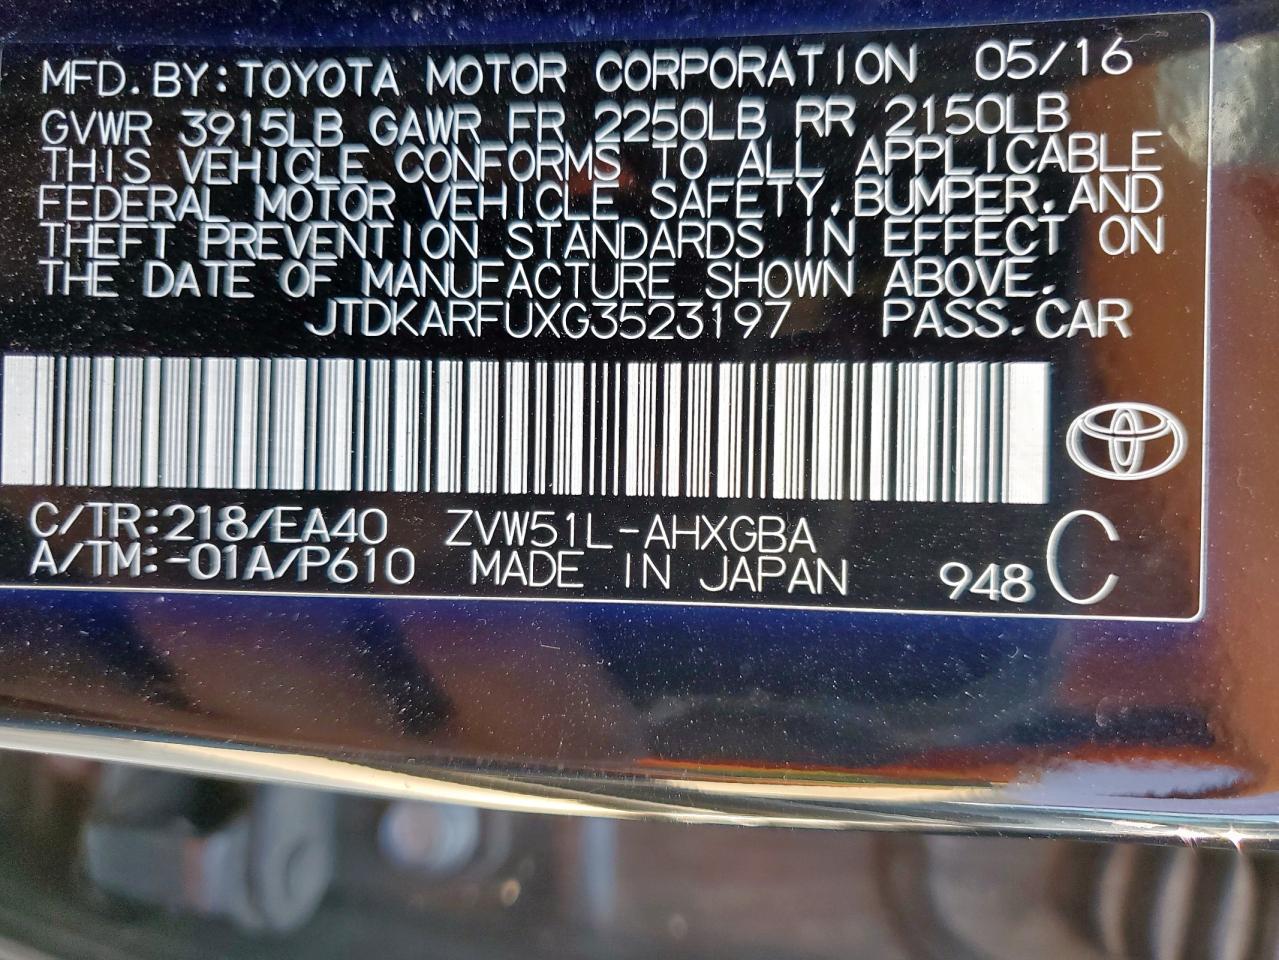 MFD.BY:TOYOTA MOTOR CORPORATION 05/16
GVWR 3915LB GAWR FR 2250LB RR 2150LB
THIS VEHICLE CONFORMS TO ALL APPLICABLE
FEDERAL MOTOR VEHICLE SAFETY,BUMPER,AND
THEFT PREVENTION STANDARDS IN EFFECT ON
THE DATE OF MANUFACTURE SHOWN ABOVE.
JTDKARFUXG3523197 PASS.CAR
C/TR:218/EA40 ZVW51L-AHXGBA
A/TM:-01A/P610 MADE IN JAPAN 948 C